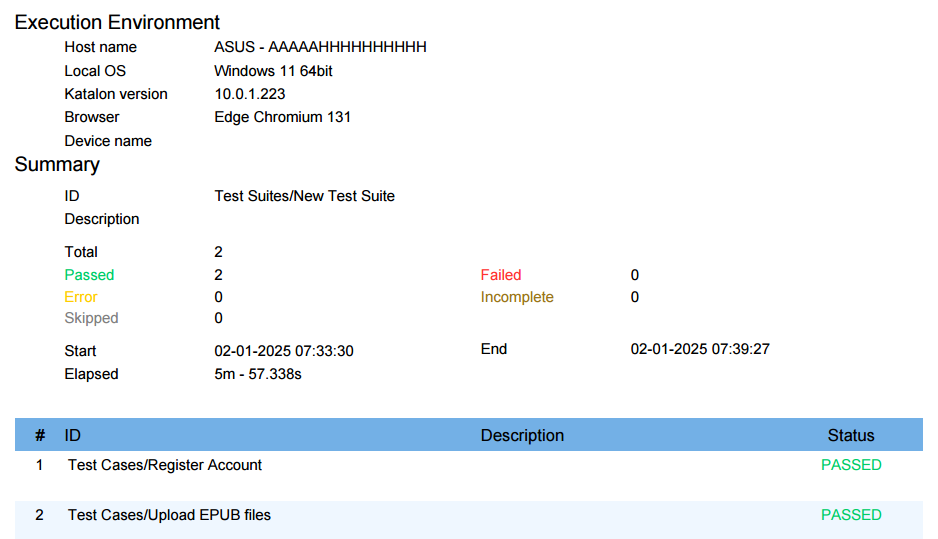 Execution Environment
Host name ASUS - AAAAAHHHHHHHHHH
Local OS Windows 11 64bit
Katalon version 10.0.1.223
Browser Edge Chromium 131
Device name
Summary
ID Test Suites/New Test Suite
Description
Total 2
Passed 2 Failed 0
Error 0 Incomplete 0
Skipped 0
Start 02-01-2025 07:33:30 End 02-01-2025 07:39:27
Elapsed 5m - 57.338s
# ID Description Status
1 Test Cases/Register Account PASSED
2 Test Cases/Upload EPUB files PASSED